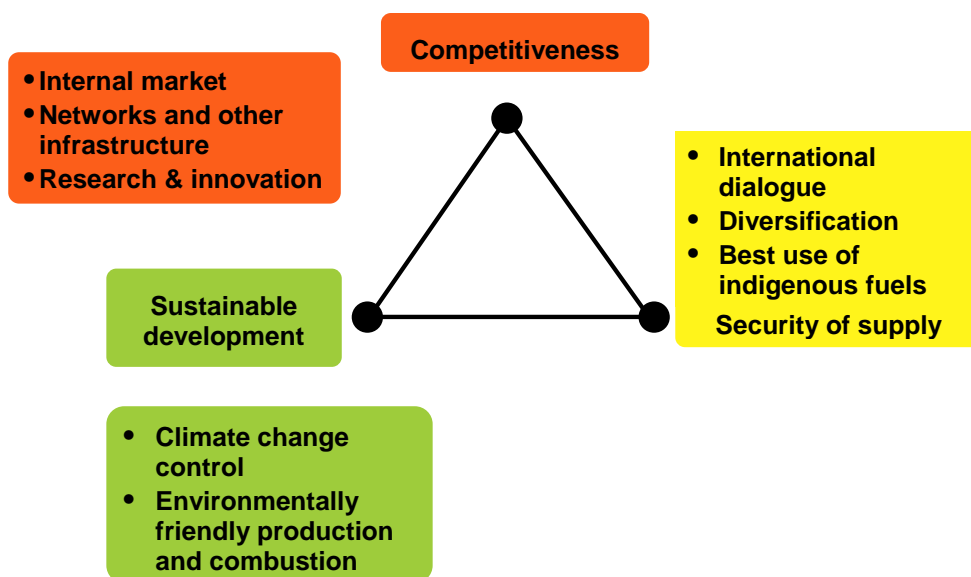 Competitiveness
• Internal market
• Networks and other
infrastructure
• Research & innovation
• International
dialogue
• Diversification
• Best use of
indigenous fuels
Security of supply
Sustainable
development
• Climate change
control
• Environmentally
friendly production
and combustion